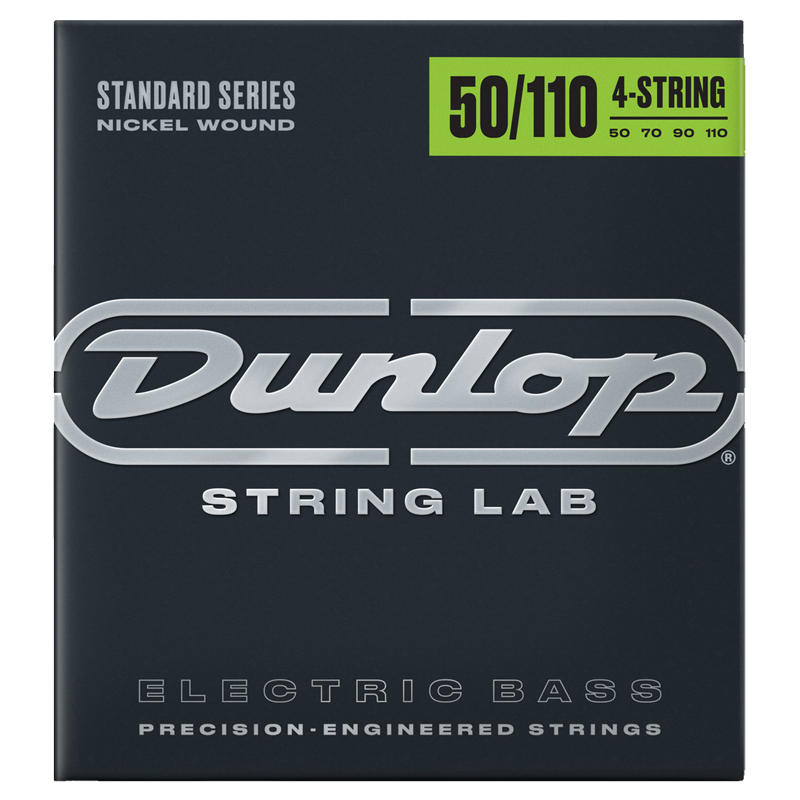 STANDARD SERIES
NICKEL WOUND
50/110
4-STRING
50 70 90 110
Dunlop
®
STRING LAB
ELECTRIC BASS
PRECISION-ENGINEERED STRINGS